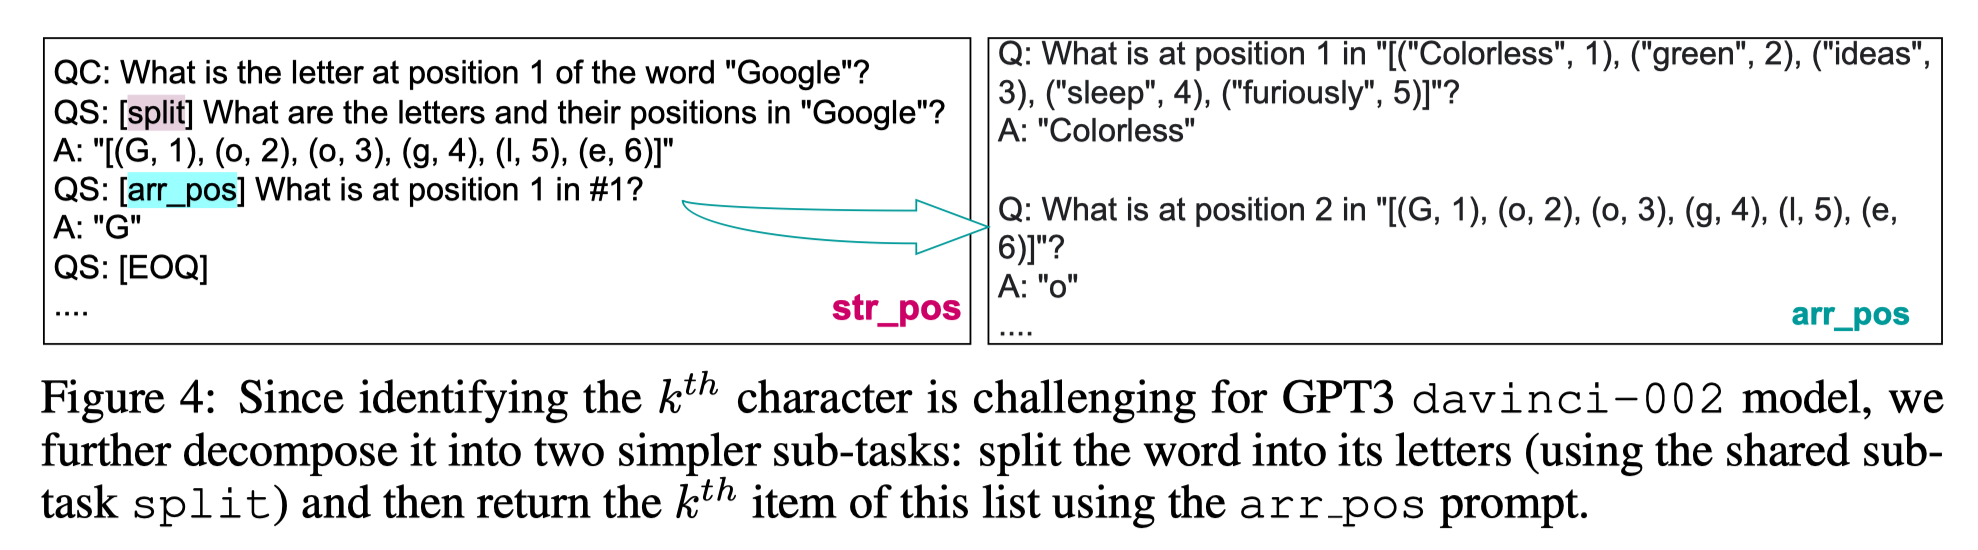 QC: What is the letter at position 1 of the word "Google"?
QS: [split] What are the letters and their positions in "Google"?
A: "[(G, 1), (o, 2), (o, 3), (g, 4), (l, 5), (e, 6)]"
QS: [arr_pos] What is at position 1 in #1?
A: "G"
QS: [EOQ]
....
str_pos
Q: What is at position 1 in "[("Colorless", 1), ("green", 2), ("ideas",
3), ("sleep", 4), ("furiously", 5)]"?
A: "Colorless"
Q: What is at position 2 in "[(G, 1), (o, 2), (o, 3), (g, 4), (l, 5), (e,
6)]"?
A: "o"
....
arr_pos
Figure 4: Since identifying the k^th character is challenging for GPT3 davinci-002 model, we
further decompose it into two simpler sub-tasks: split the word into its letters (using the shared sub-
task split) and then return the k^th item of this list using the arr_pos prompt.